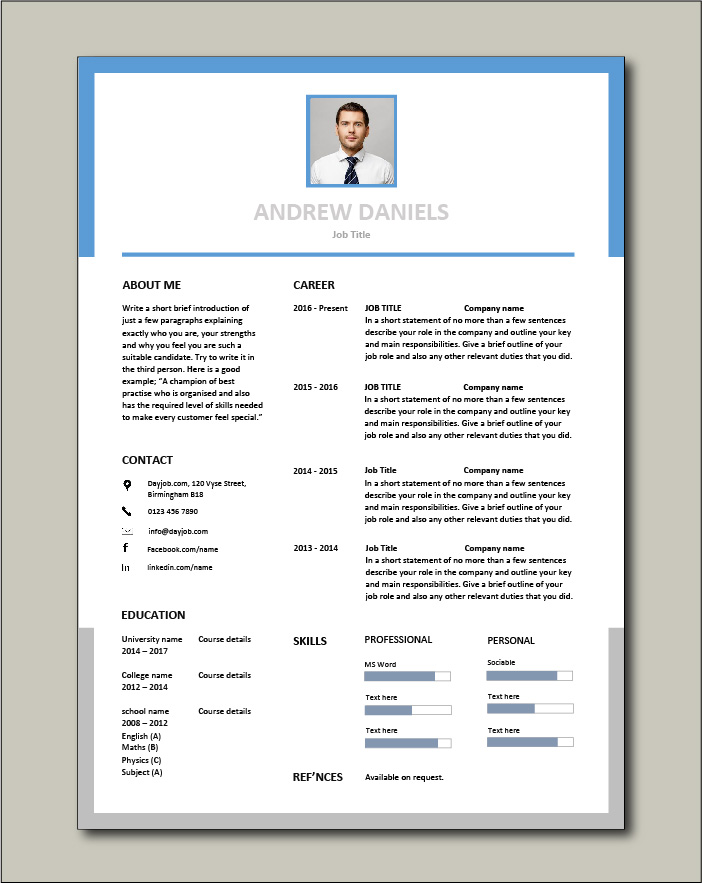 ANDREW DANIELS
Job Title
ABOUT ME
Write a short brief introduction of
just a few paragraphs explaining
exactly who you are, your strengths
and why you feel you are such a
suitable candidate. Try to write it in
the third person. Here is a good
example; “A champion of best
practise who is organised and also
has the required level of skills needed
to make every customer feel special.”
CONTACT
Dayjob.com, 120 Vyse Street,
Birmingham B18
0123 456 7890
info@dayjob.com
f Facebook.com/name
in linkedin.com/name
EDUCATION
University name Course details
2014 – 2017
College name Course details
2012 – 2014
school name Course details
2008 – 2012
English (A)
Maths (B)
Physics (C)
Subject (A)
CAREER
2016 - Present JOB TITLE Company name
In a short statement of no more than a few sentences
describe your role in the company and outline your key
and main responsibilities. Give a brief outline of your
job role and also any other relevant duties that you did.
2015 - 2016 JOB TITLE Company name
In a short statement of no more than a few sentences
describe your role in the company and outline your key
and main responsibilities. Give a brief outline of your
job role and also any other relevant duties that you did.
2014 - 2015 Job Title Company name
In a short statement of no more than a few sentences
describe your role in the company and outline your key
and main responsibilities. Give a brief outline of your
job role and also any other relevant duties that you did.
2013 - 2014 Job Title Company name
In a short statement of no more than a few sentences
describe your role in the company and outline your key
and main responsibilities. Give a brief outline of your
job role and also any other relevant duties that you did.
SKILLS PROFESSIONAL PERSONAL
MS Word Sociable
Text here Text here
Text here Text here
REF’NCES Available on request.